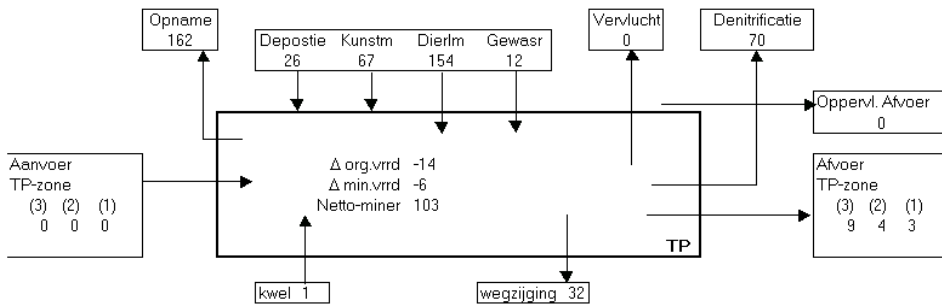 Opname
162
Depostie Kunstm Dierlm Gewasr
26 67 154 12
Vervlucht
0
Denitrificatie
70
Oppervl. Afvoer
0
Aanvoer
TP-zone
(3) (2) (1)
0 0 0
Δ org.vrrd -14
Δ min.vrrd -6
Netto-miner 103
TP
Afvoer
TP-zone
(3) (2) (1)
9 4 3
kwel 1
wegzijging 32